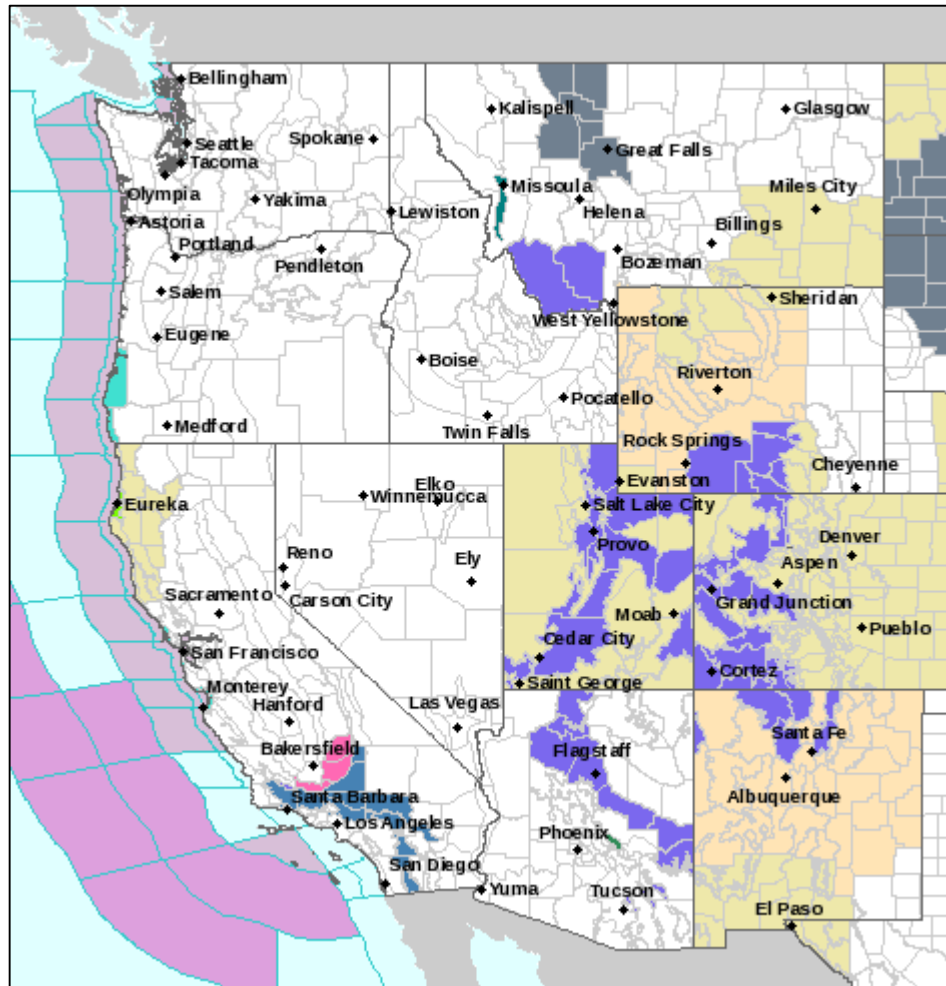 Bellingham
Kalispell
Glasgow
Seattle
Spokane
Great Falls
Tacoma
Olympia
Missoula
Miles City
Yakima
Lewiston
Helena
Astoria
Billings
Portland
Pendleton
Bozeman
Salem
Sheridan
West Yellowstone
Eugene
Boise
Riverton
Pocatello
Medford
Twin Falls
Rock Springs
Cheyenne
Elko
Evanston
Winnemucca
Eureka
Salt Lake City
Provo
Denver
Reno
Ely
Aspen
Sacramento
Carson City
Grand Junction
Moab
Pueblo
Cedar City
San Francisco
Cortez
Saint George
Monterey
Hanford
Las Vegas
Santa Fe
Bakersfield
Flagstaff
Albuquerque
Santa Barbara
Los Angeles
Phoenix
San Diego
Yuma
Tucson
El Paso